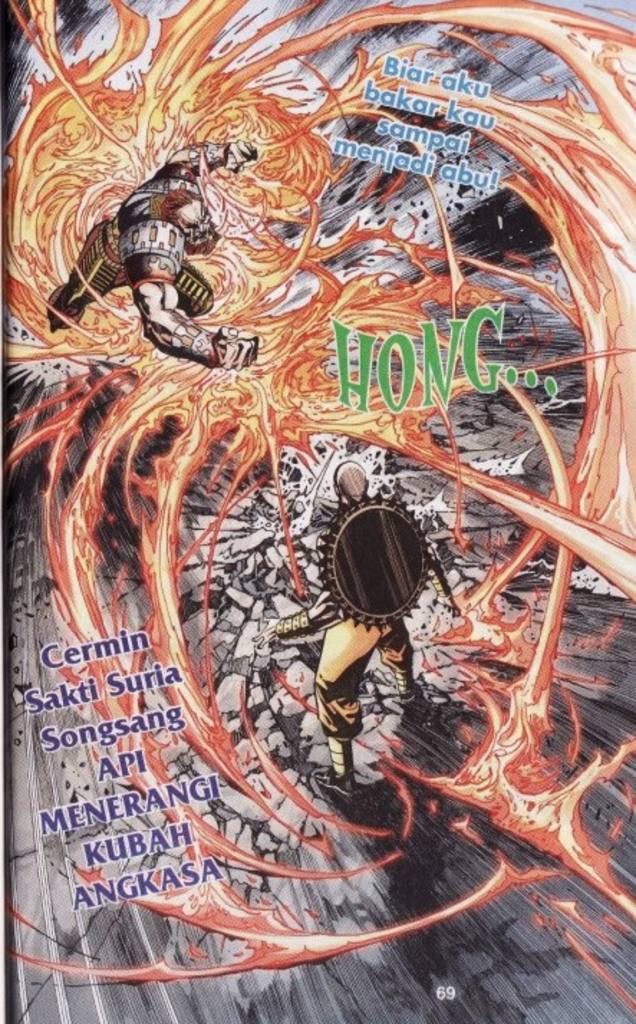 Biar aku
bakar kau
sampai
menjadi abu!
HONG...
Cermin
Sakti Suria
Songsang
API
MENERANGI
KUBAH
ANGKASA
69